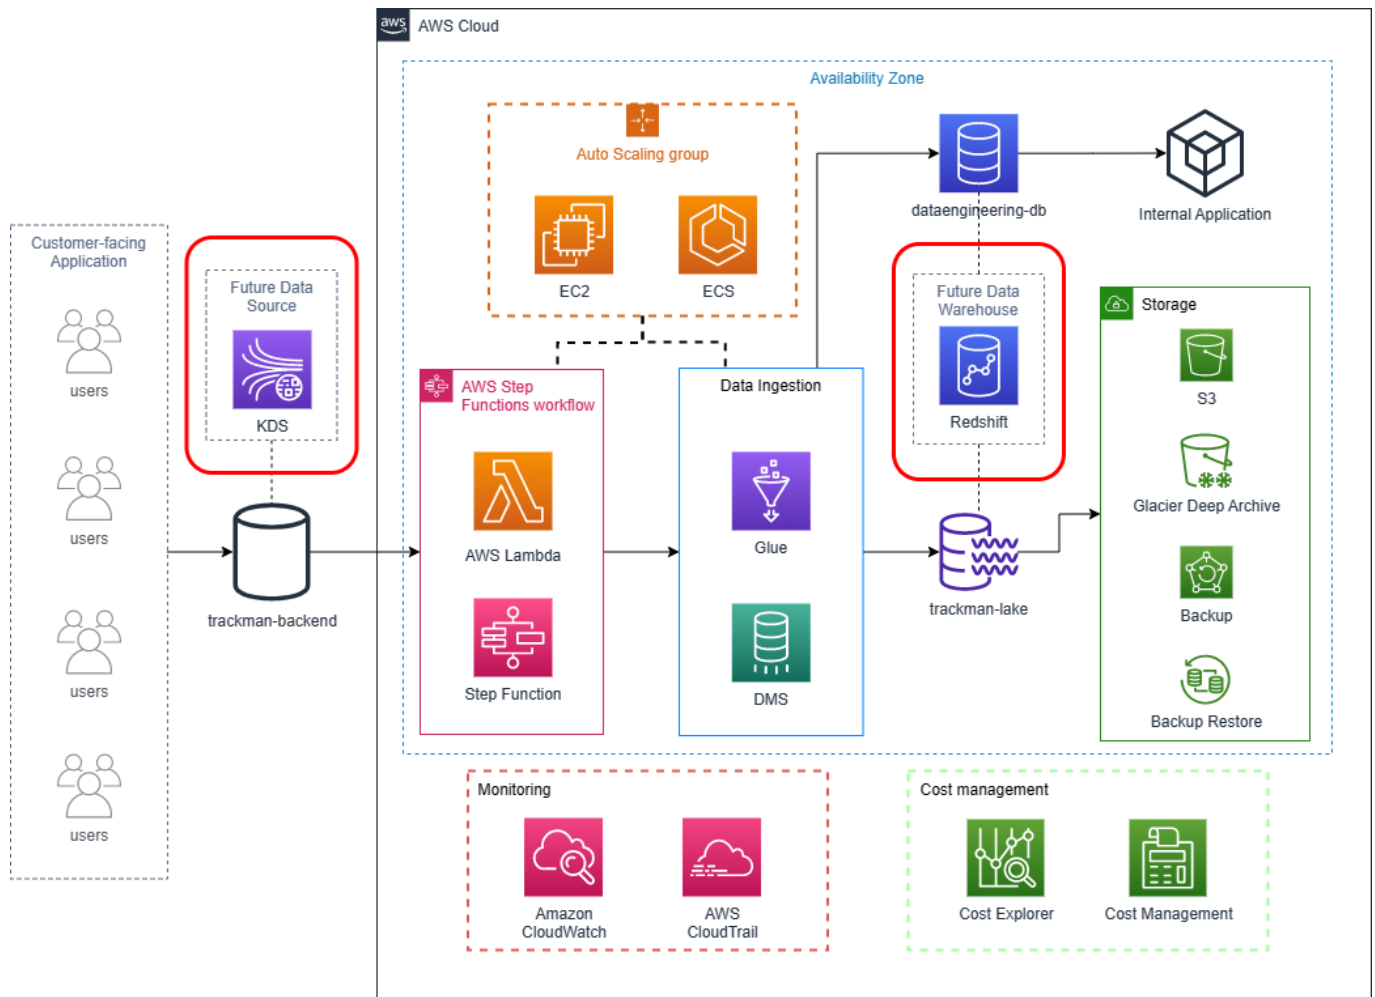 aws
AWS Cloud
Availability Zone
Auto Scaling group
EC2
ECS
dataengineering-db
Internal Application
Customer-facing
Application
users
users
users
users
Future Data
Source
KDS
trackman-backend
AWS Step
Functions workflow
AWS Lambda
Step Function
Data Ingestion
Glue
DMS
Future Data
Warehouse
Redshift
trackman-lake
Storage
S3
Glacier Deep Archive
Backup
Backup Restore
Monitoring
Amazon
CloudWatch
AWS
CloudTrail
Cost management
Cost Explorer
Cost Management